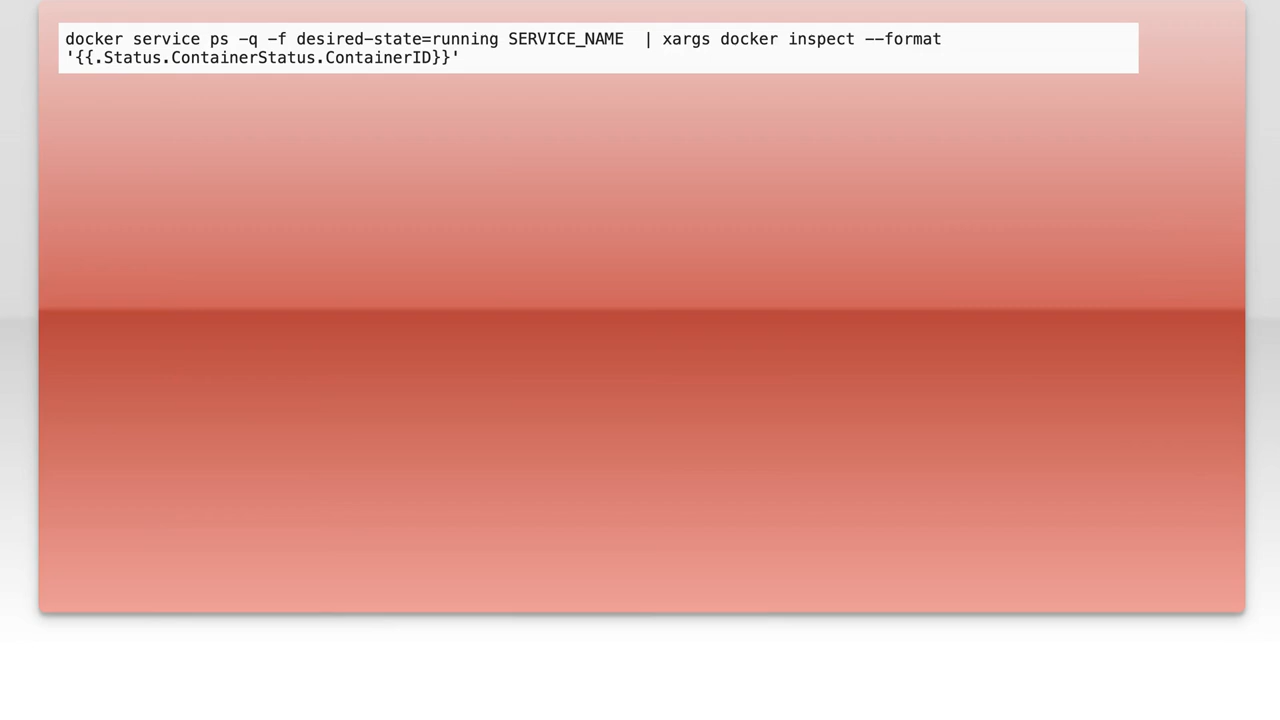 docker service ps -q -f desired-state=running SERVICE_NAME  | xargs docker inspect --format
'{{.Status.ContainerStatus.ContainerID}}'